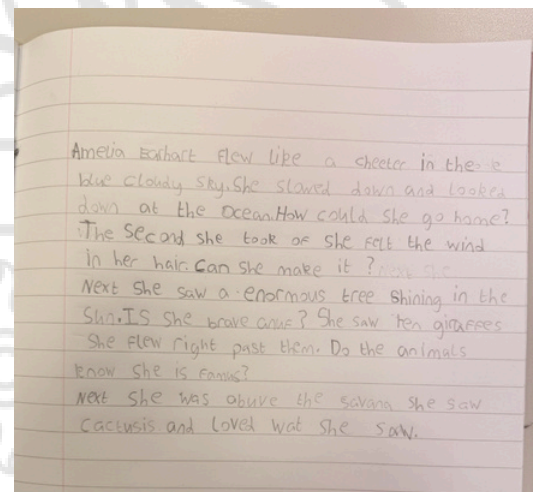 Amelia Earhart flew like a cheeter in the
blue cloudy sky. She slowed down and looked
down at the ocean. How could she go home?
The second she took of she felt the wind
in her hair. Can she make it ?
Next she saw a enormous tree shining in the
Sun. IS she brave anuf? She saw ten giraffes
She flew right past them. Do the animals
know she is famus?
Next she was abuve the savana she saw
cactusis and loved wat she saw.